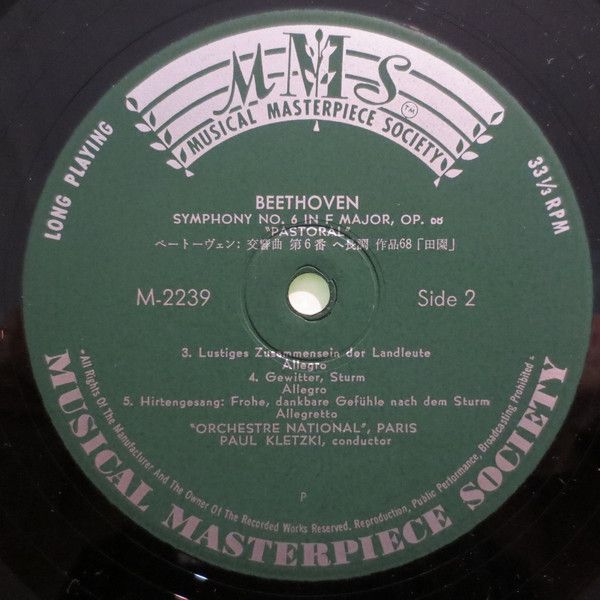 MMS
TM
MUSICAL MASTERPIECE SOCIETY
LONG PLAYING
33 1/3 RPM
BEETHOVEN
SYMPHONY NO. 6 IN F MAJOR, OP. 68
"PASTORAL"
ベートーヴェン: 交響曲 第6番 ヘ長調 作品68「田園」
M-2239
Side 2
3. Lustiges Zusammensein der Landleute
Allegro
4. Gewitter, Sturm
Allegro
5. Hirtengesang: Frohe, dankbare Gefühle nach dem Sturm
Allegretto
"ORCHESTRE NATIONAL", PARIS
PAUL KLETZKI, conductor
P
All Rights Of The Manufacturer And The Owner Of The Recorded Works Reserved. Reproduction, Public Performance, Broadcasting Prohibited
MUSICAL MASTERPIECE SOCIETY